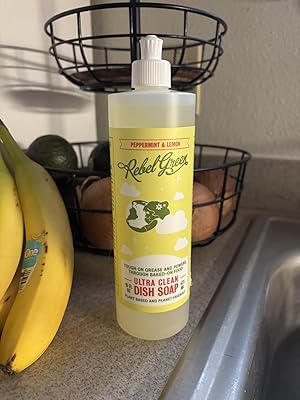 PEPPERMINT & LEMON
Rebel Green
TOUGH ON GREASE AND POWERS
THROUGH BAKED-ON FOOD
ULTRA CLEAN
DISH SOAP
PLANT BASED AND PLANET FRIENDLY